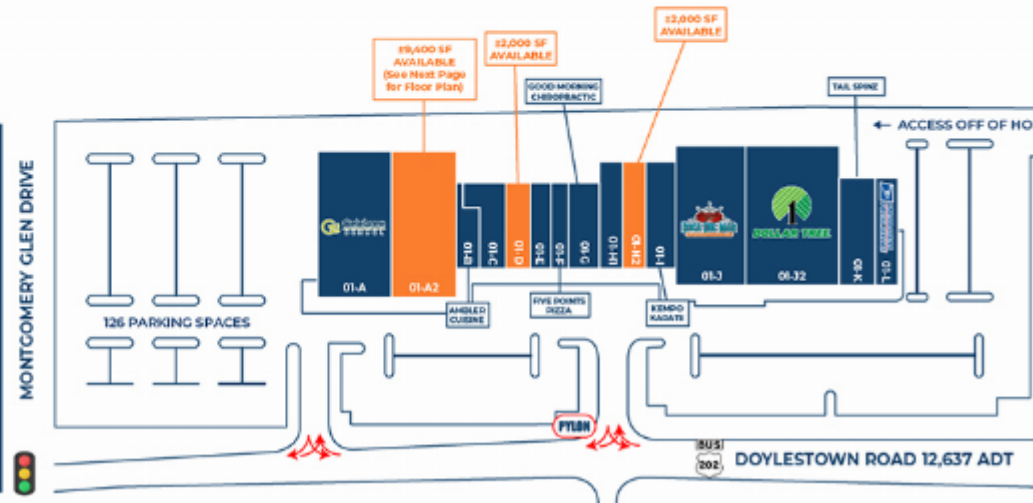 ±2,000 SF
AVAILABLE
±2,000 SF
AVAILABLE
±9,400 SF
AVAILABLE
(See Next Page
for Floor Plan)
GOOD MORNING
CHIROPRACTIC
TAIL SPINZ
← ACCESS OFF OF HO
MONTGOMERY GLEN DRIVE
DOLLAR TREE
01-A
01-A2
01-B
01-C
01-D
01-E
01-F
01-G
01-H1
01-H2
01-I
01-J
01-J2
01-K
01-L
126 PARKING SPACES
AMBLER
CUISINE
FIVE POINTS
PIZZA
KEMPO
KARATE
PYLON
BUS
202
DOYLESTOWN ROAD 12,637 ADT